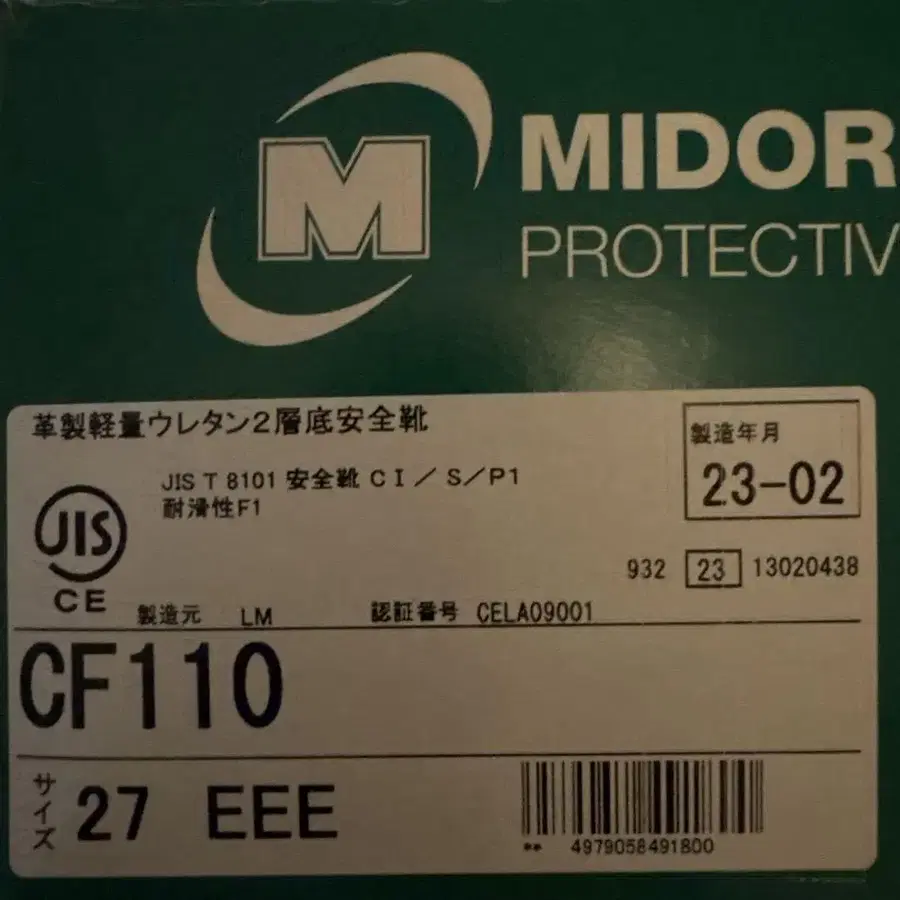 M
MIDOR
PROTECTIV
革製軽量ウレタン2層底安全靴
JIS T 8101 安全靴 CI/S/P1
耐滑性F1
製造年月
23-02
JIS
CE
932 23 13020438
製造元 LM 認証番号 CELA09001
CF110
サイズ 27 EEE
** 4979058491800